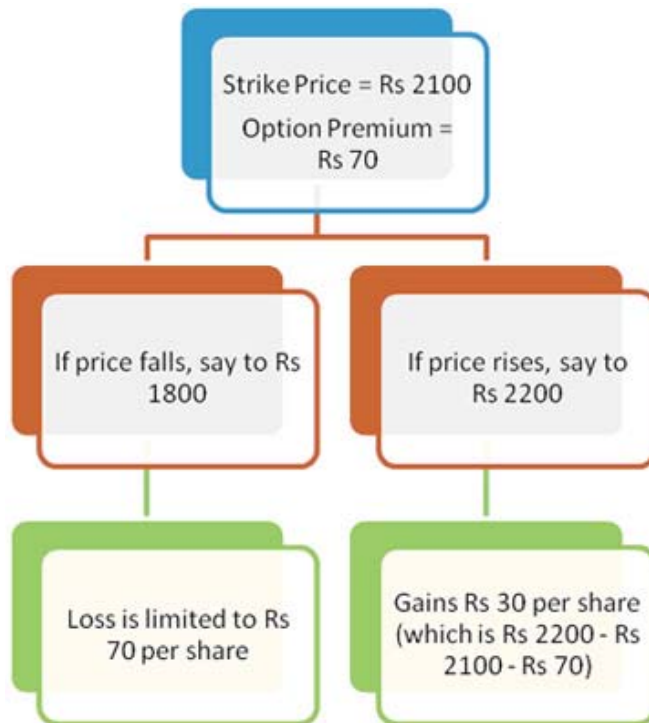 Strike Price = Rs 2100
Option Premium =
Rs 70
If price falls, say to Rs
1800
If price rises, say to
Rs 2200
Loss is limited to Rs
70 per share
Gains Rs 30 per share
(which is Rs 2200 - Rs
2100 - Rs 70)